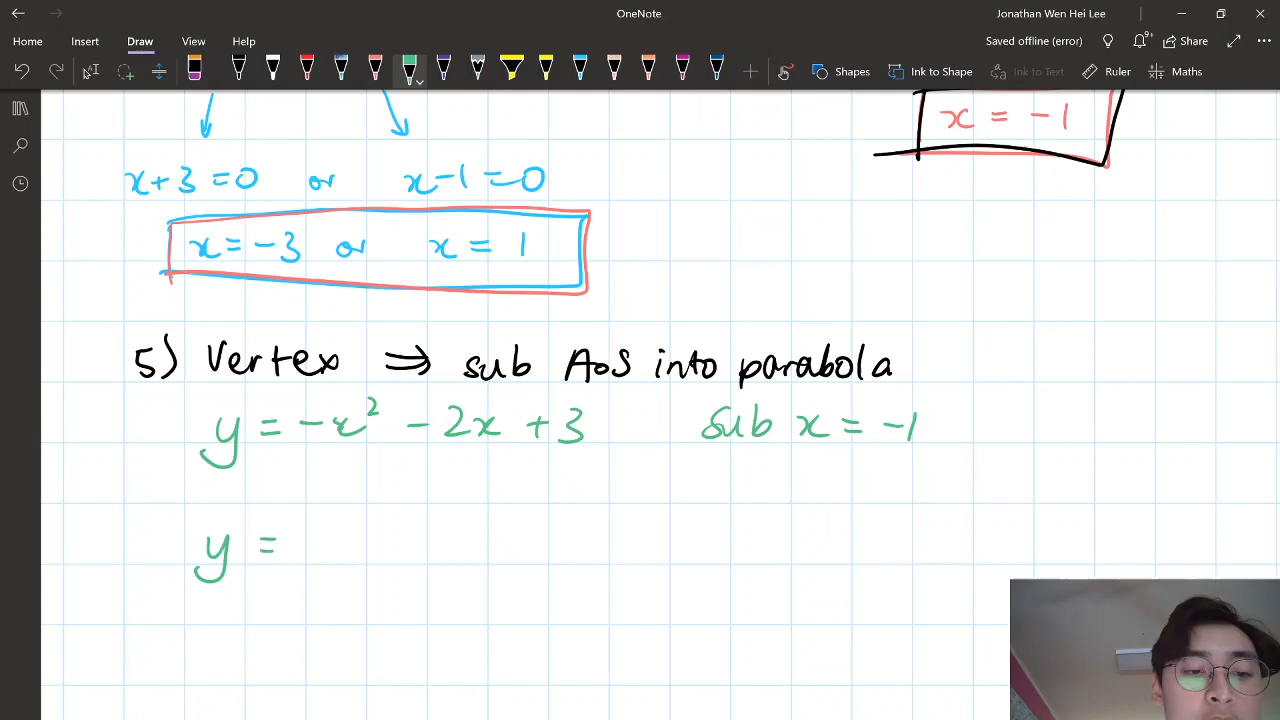 OneNote
Jonathan Wen Hei Lee
Home Insert Draw View Help
Saved offline (error)
9+
Share
Shapes
Ink to Shape
Ink to Text
Ruler
Maths
x = -1
x+3 = 0 or x-1 = 0
x = -3 or x = 1
5) Vertex ⇒ sub AoS into parabola
y = -x² - 2x + 3 sub x = -1
y =